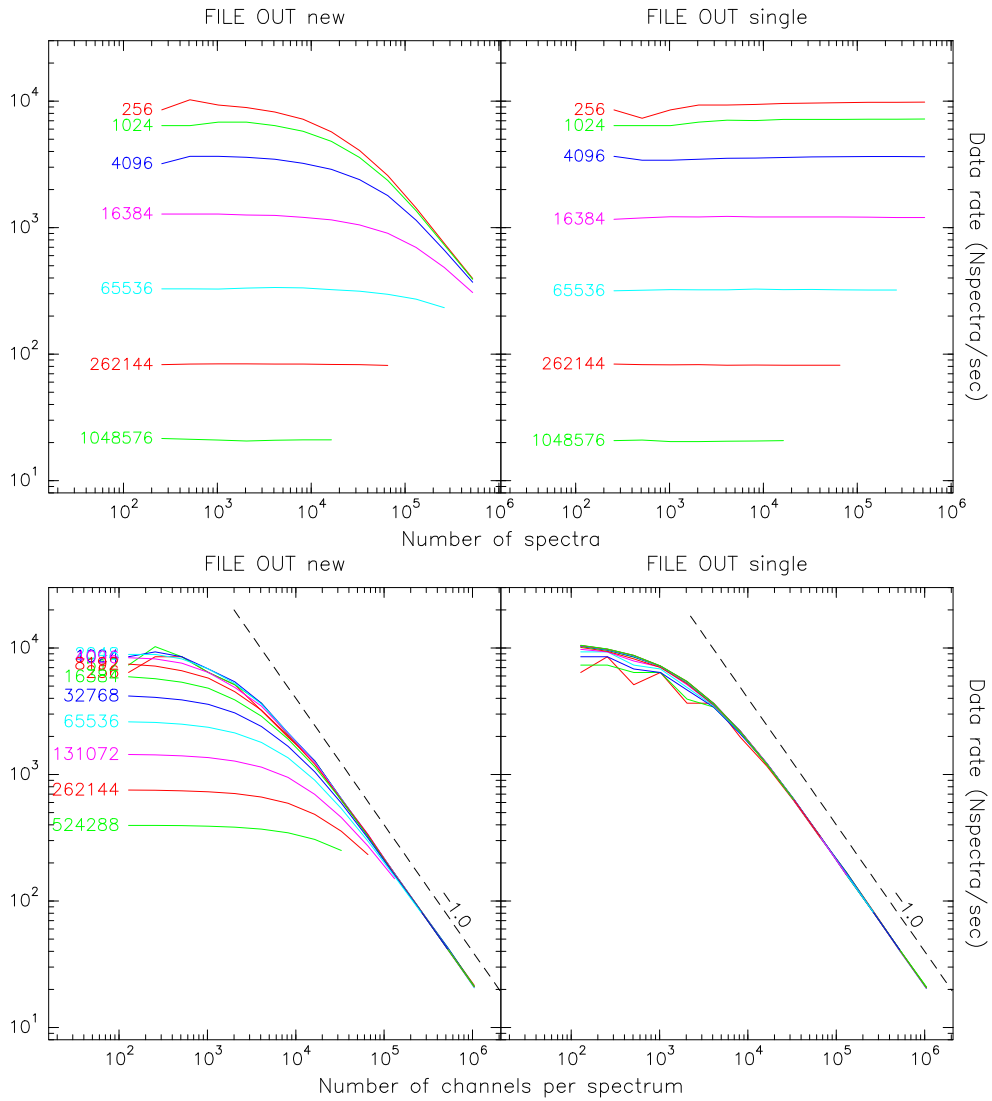 FILE OUT new
FILE OUT single
10⁴
10³
10²
10¹
256
1024
4096
16384
65536
262144
1048576
256
1024
4096
16384
65536
262144
1048576
Data rate (Nspectra/sec)
10² 10³ 10⁴ 10⁵ 10⁶
10² 10³ 10⁴ 10⁵ 10⁶
Number of spectra
FILE OUT new
FILE OUT single
10⁴
10³
10²
10¹
32768
65536
131072
262144
524288
-1.0
-1.0
Data rate (Nspectra/sec)
10² 10³ 10⁴ 10⁵ 10⁶
10² 10³ 10⁴ 10⁵ 10⁶
Number of channels per spectrum